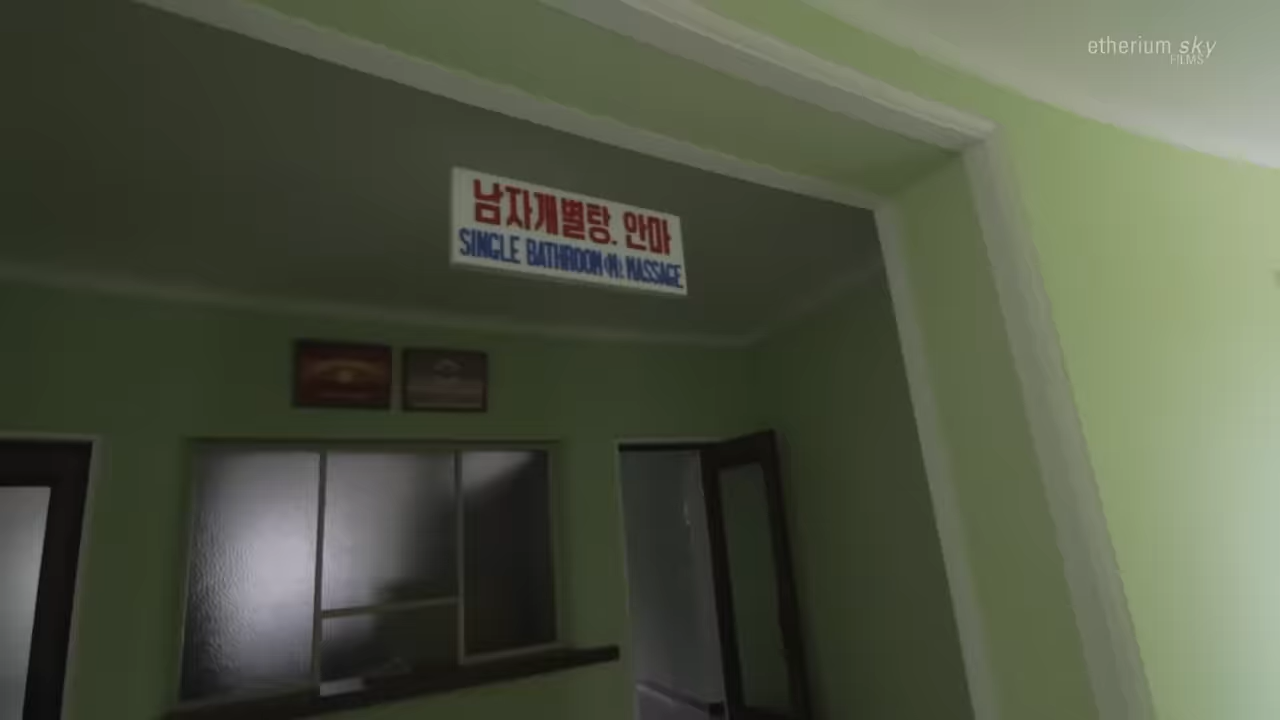 etherium sky
FILMS
남자개별탕. 안마
SINGLE BATHROOM(M) MASSAGE